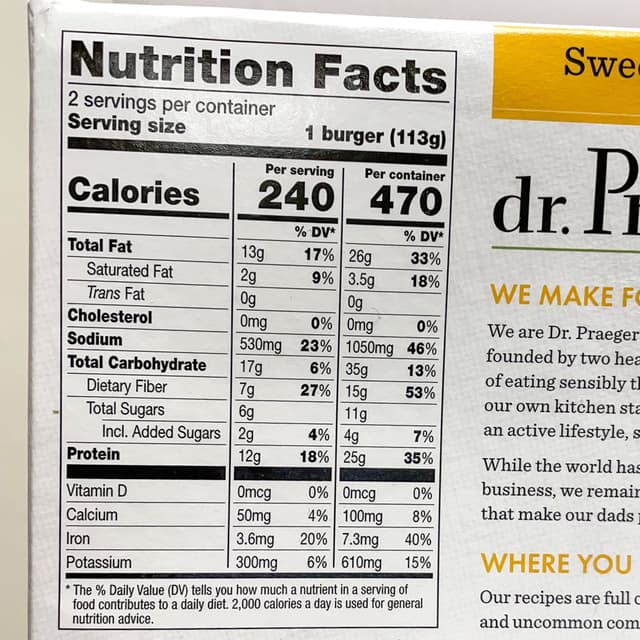 Nutrition Facts
2 servings per container
Serving size 1 burger (113g)
Per serving Per container
Calories 240 470
% DV* % DV*
Total Fat 13g 17% 26g 33%
Saturated Fat 2g 9% 3.5g 18%
Trans Fat 0g 0g
Cholesterol 0mg 0% 0mg 0%
Sodium 530mg 23% 1050mg 46%
Total Carbohydrate 17g 6% 35g 13%
Dietary Fiber 7g 27% 15g 53%
Total Sugars 6g 11g
Incl. Added Sugars 2g 4% 4g 7%
Protein 12g 18% 25g 35%
Vitamin D 0mcg 0% 0mcg 0%
Calcium 50mg 4% 100mg 8%
Iron 3.6mg 20% 7.3mg 40%
Potassium 300mg 6% 610mg 15%
* The % Daily Value (DV) tells you how much a nutrient in a serving of
food contributes to a daily diet. 2,000 calories a day is used for general
nutrition advice.
Swe
dr. Pr
WE MAKE FO
We are Dr. Praeger
founded by two hea
of eating sensibly t
our own kitchen sta
an active lifestyle, s
While the world has
business, we remain
that make our dads
WHERE YOU
Our recipes are full o
and uncommon com